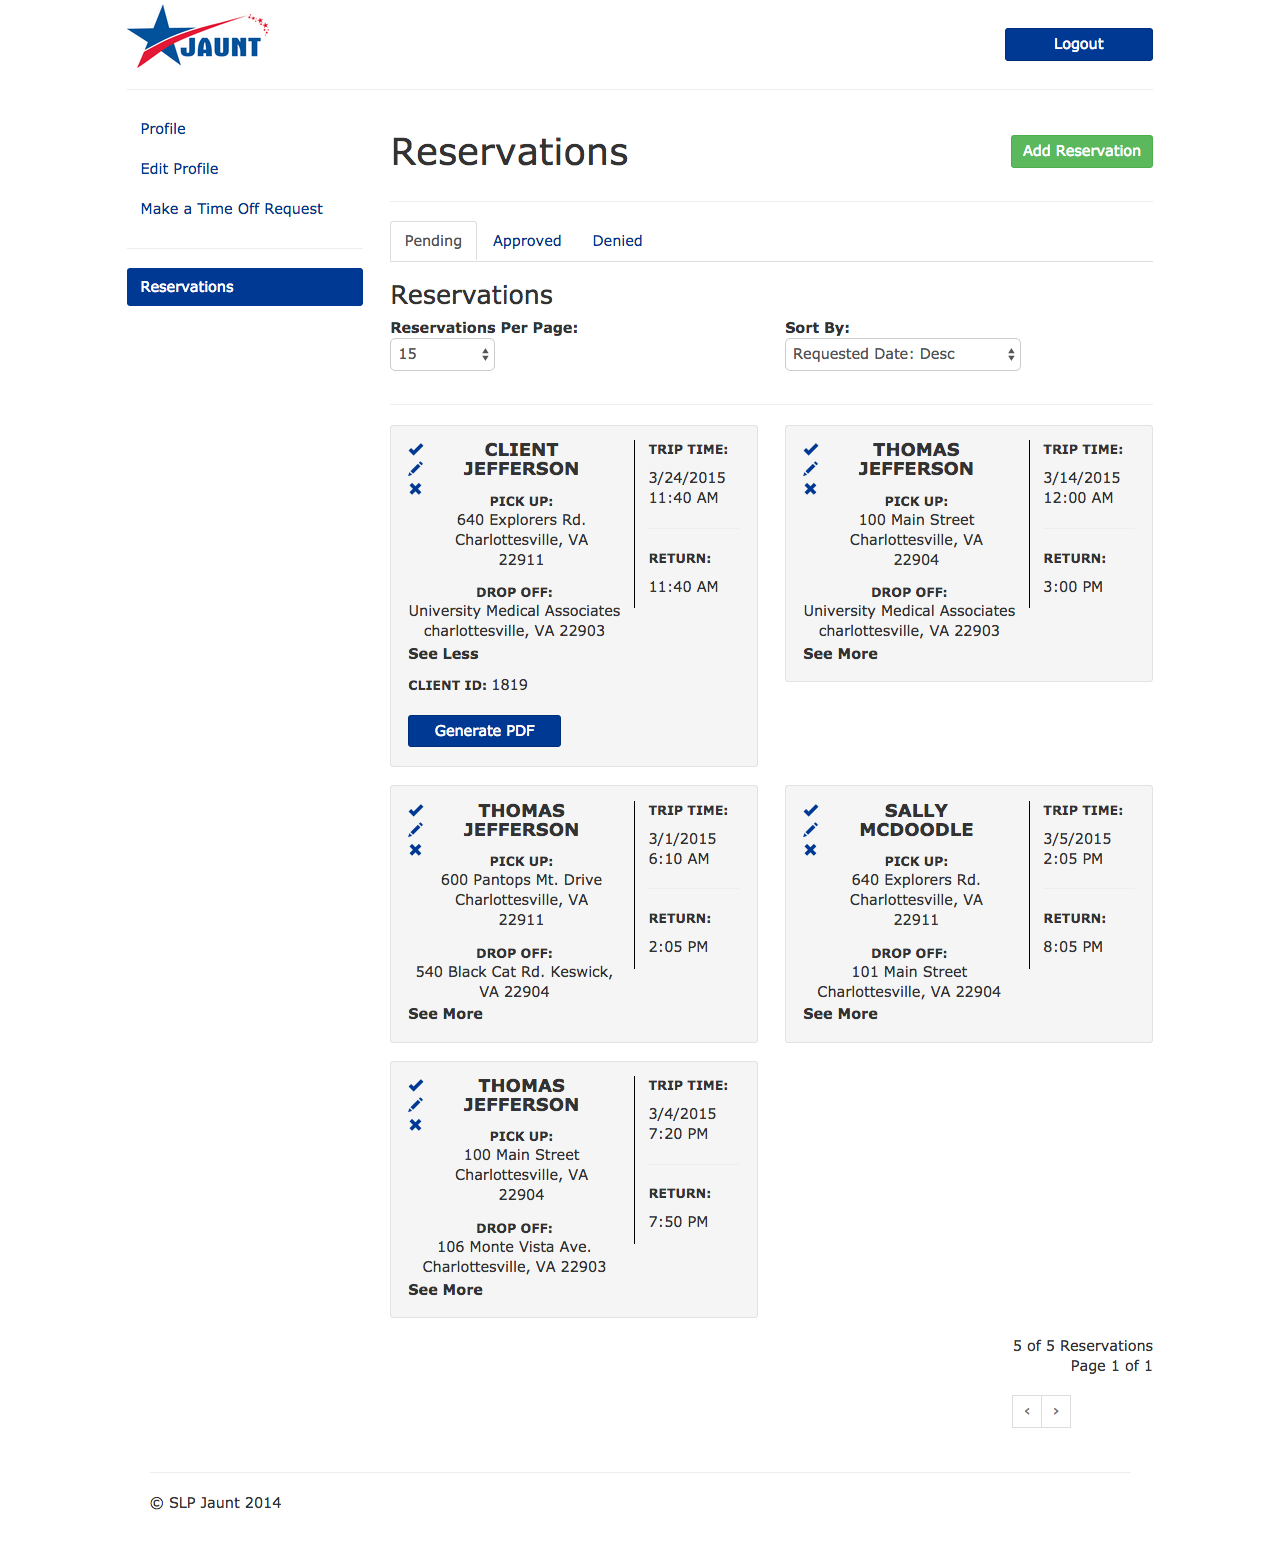 JAUNT
Logout
Profile
Edit Profile
Make a Time Off Request
Reservations
Reservations
Add Reservation
Pending
Approved
Denied
Reservations
Reservations Per Page:
15
Sort By:
Requested Date: Desc
CLIENT
JEFFERSON
PICK UP:
640 Explorers Rd.
Charlottesville, VA
22911
DROP OFF:
University Medical Associates
charlottesville, VA 22903
See Less
CLIENT ID: 1819
Generate PDF
TRIP TIME:
3/24/2015
11:40 AM
RETURN:
11:40 AM
THOMAS
JEFFERSON
PICK UP:
100 Main Street
Charlottesville, VA
22904
DROP OFF:
University Medical Associates
charlottesville, VA 22903
See More
TRIP TIME:
3/14/2015
12:00 AM
RETURN:
3:00 PM
THOMAS
JEFFERSON
PICK UP:
600 Pantops Mt. Drive
Charlottesville, VA
22911
DROP OFF:
540 Black Cat Rd. Keswick,
VA 22904
See More
TRIP TIME:
3/1/2015
6:10 AM
RETURN:
2:05 PM
SALLY
MCDOODLE
PICK UP:
640 Explorers Rd.
Charlottesville, VA
22911
DROP OFF:
101 Main Street
Charlottesville, VA 22904
See More
TRIP TIME:
3/5/2015
2:05 PM
RETURN:
8:05 PM
THOMAS
JEFFERSON
PICK UP:
100 Main Street
Charlottesville, VA
22904
DROP OFF:
106 Monte Vista Ave.
Charlottesville, VA 22903
See More
TRIP TIME:
3/4/2015
7:20 PM
RETURN:
7:50 PM
5 of 5 Reservations
Page 1 of 1
‹ ›
© SLP Jaunt 2014